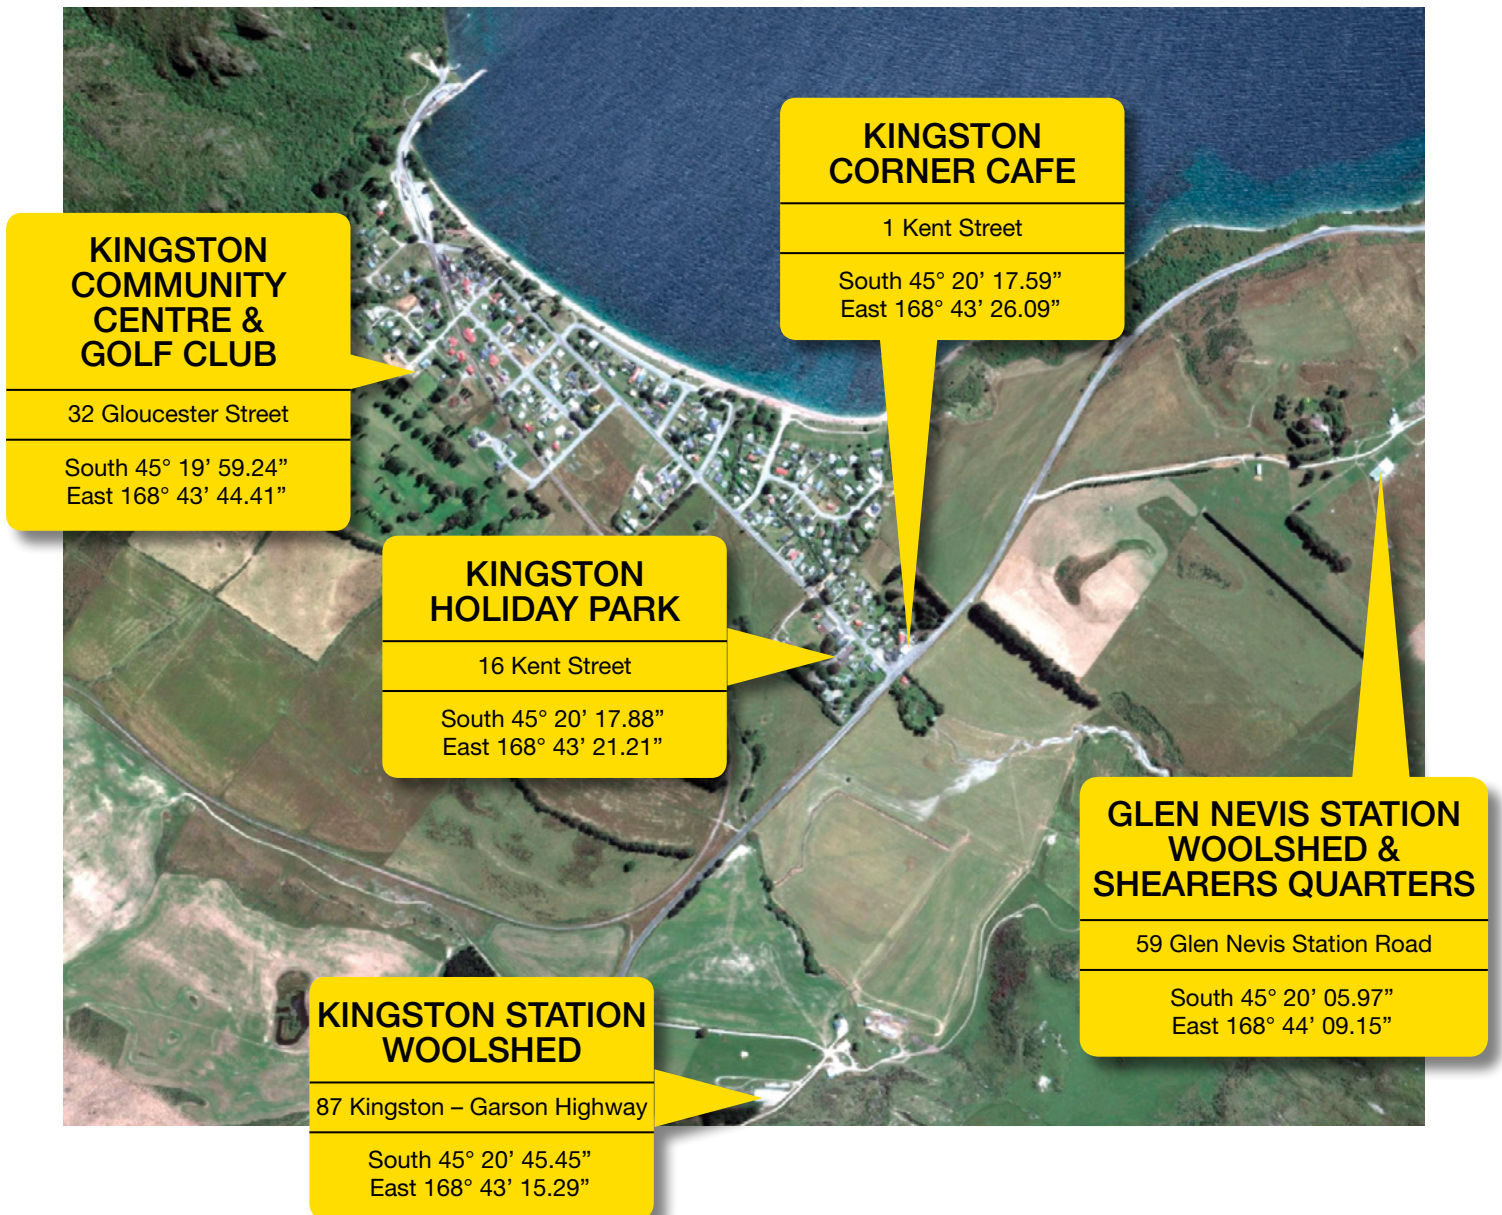 KINGSTON
CORNER CAFE
1 Kent Street
South 45° 20’ 17.59”
East 168° 43’ 26.09”
KINGSTON
COMMUNITY
CENTRE &
GOLF CLUB
32 Gloucester Street
South 45° 19’ 59.24”
East 168° 43’ 44.41”
KINGSTON
HOLIDAY PARK
16 Kent Street
South 45° 20’ 17.88”
East 168° 43’ 21.21”
GLEN NEVIS STATION
WOOLSHED &
SHEARERS QUARTERS
59 Glen Nevis Station Road
South 45° 20’ 05.97”
East 168° 44’ 09.15”
KINGSTON STATION
WOOLSHED
87 Kingston – Garson Highway
South 45° 20’ 45.45”
East 168° 43’ 15.29”